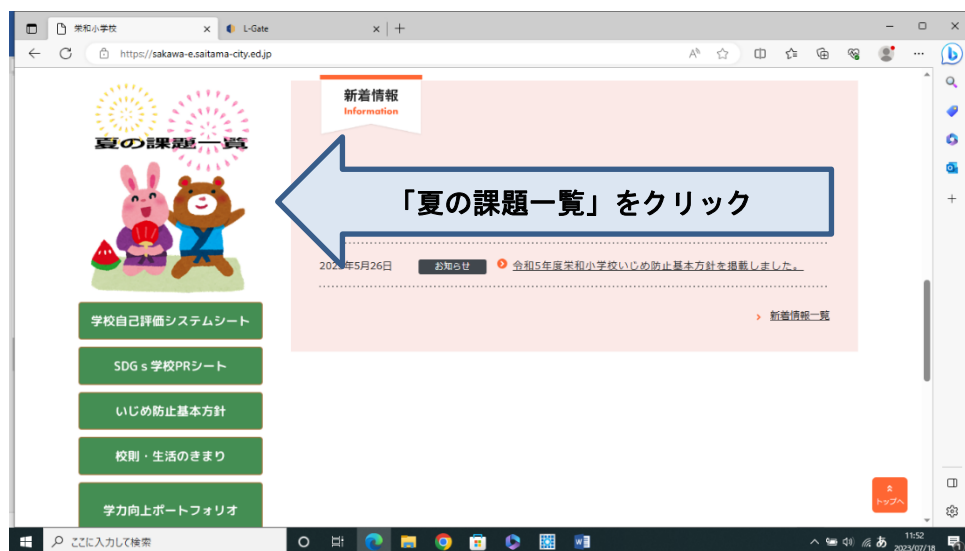 栄和小学校
L-Gate
https://sakawa-e.saitama-city.ed.jp
夏の課題一覧
新着情報
Information
「夏の課題一覧」をクリック
年5月26日 お知らせ 令和5年度栄和小学校いじめ防止基本方針を掲載しました。
新着情報一覧
学校自己評価システムシート
SDGｓ学校PRシート
いじめ防止基本方針
校則・生活のきまり
学力向上ポートフォリオ
トップへ
ここに入力して検索
あ
11:52
2023/07/18